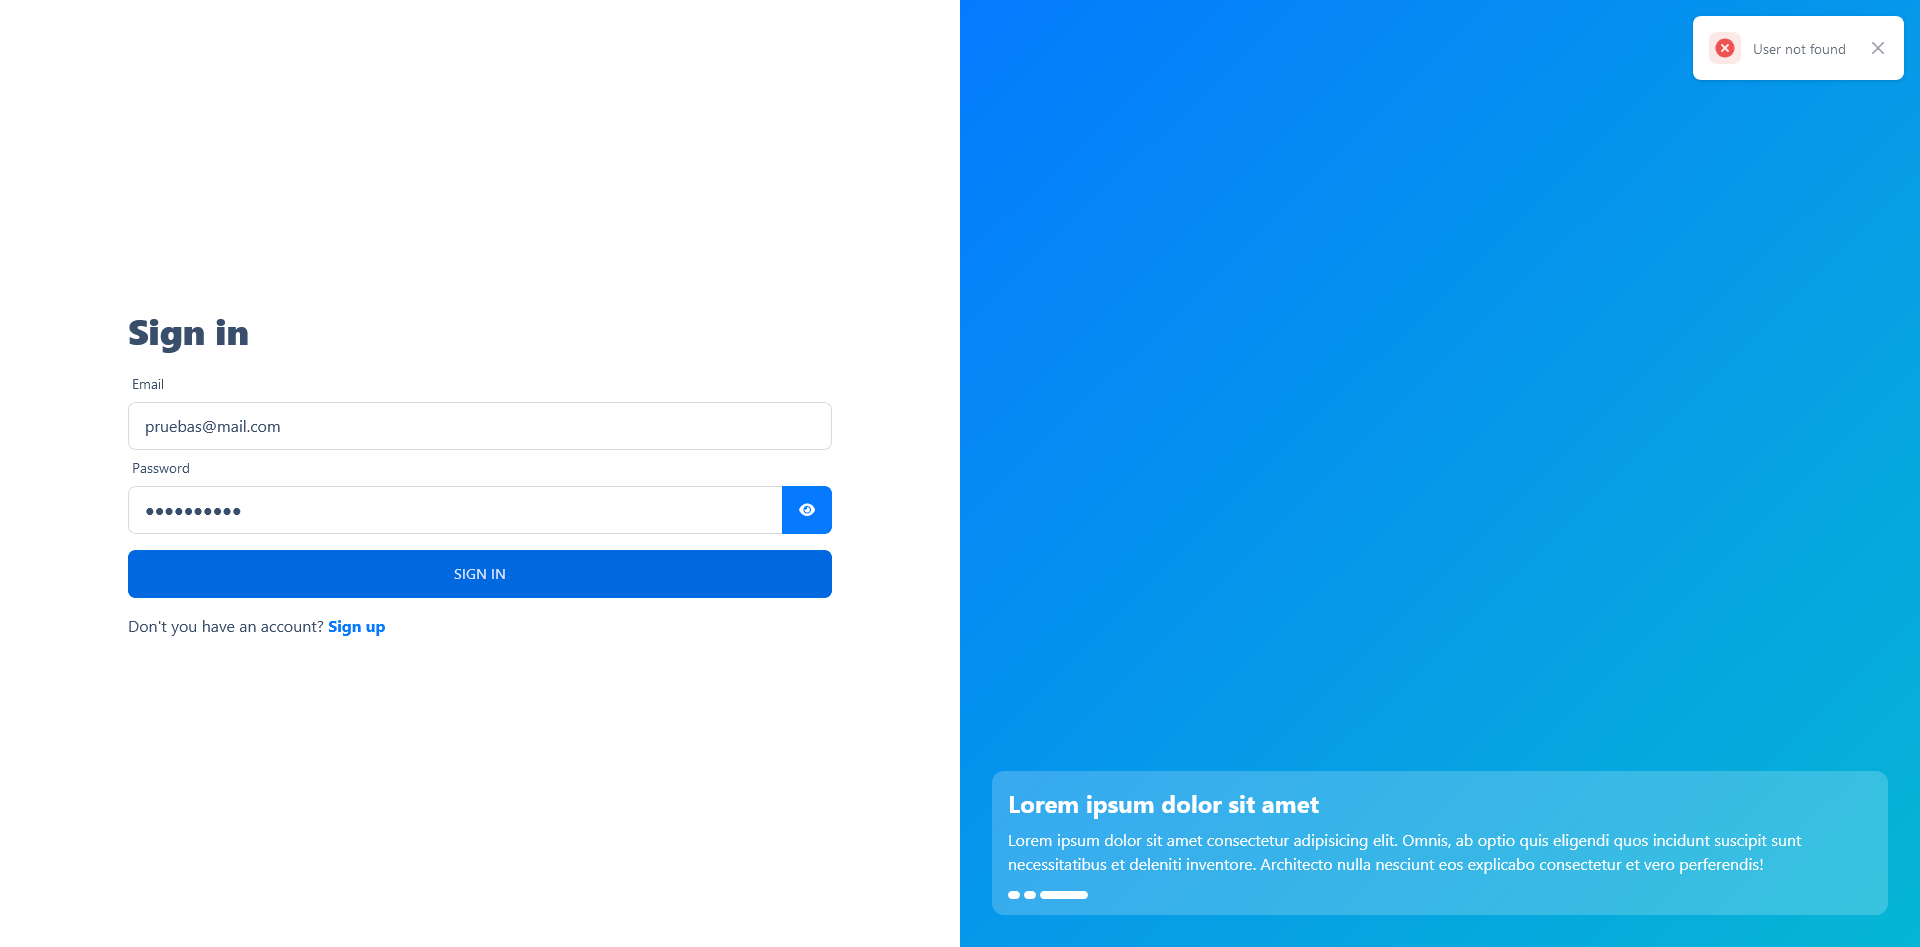 User not found
Sign in
Email
pruebas@mail.com
Password
SIGN IN
Don't you have an account? Sign up
Lorem ipsum dolor sit amet
Lorem ipsum dolor sit amet consectetur adipisicing elit. Omnis, ab optio quis eligendi quos incidunt suscipit sunt
necessitatibus et deleniti inventore. Architecto nulla nesciunt eos explicabo consectetur et vero perferendis!